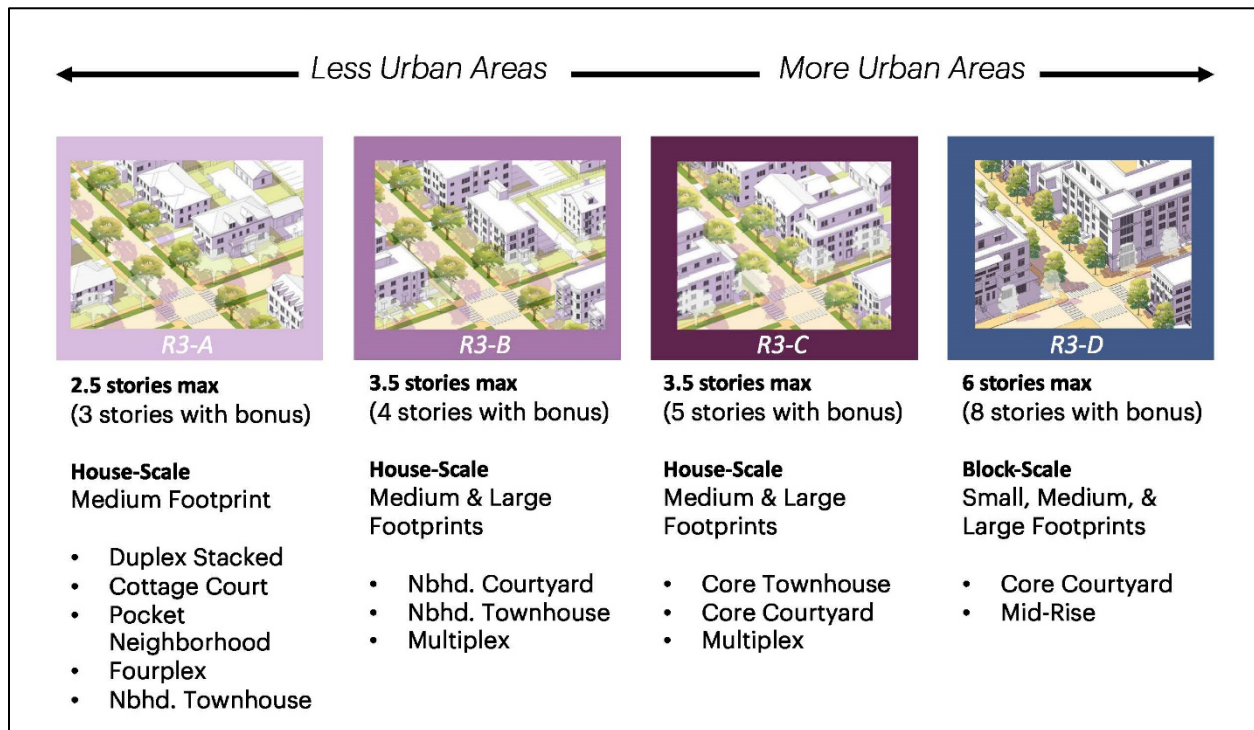 Less Urban Areas
More Urban Areas
R3-A
2.5 stories max
(3 stories with bonus)
House-Scale
Medium Footprint
• Duplex Stacked
• Cottage Court
• Pocket
Neighborhood
• Fourplex
• Nbhd. Townhouse
R3-B
3.5 stories max
(4 stories with bonus)
House-Scale
Medium & Large
Footprints
• Nbhd. Courtyard
• Nbhd. Townhouse
• Multiplex
R3-C
3.5 stories max
(5 stories with bonus)
House-Scale
Medium & Large
Footprints
• Core Townhouse
• Core Courtyard
• Multiplex
R3-D
6 stories max
(8 stories with bonus)
Block-Scale
Small, Medium, &
Large Footprints
• Core Courtyard
• Mid-Rise